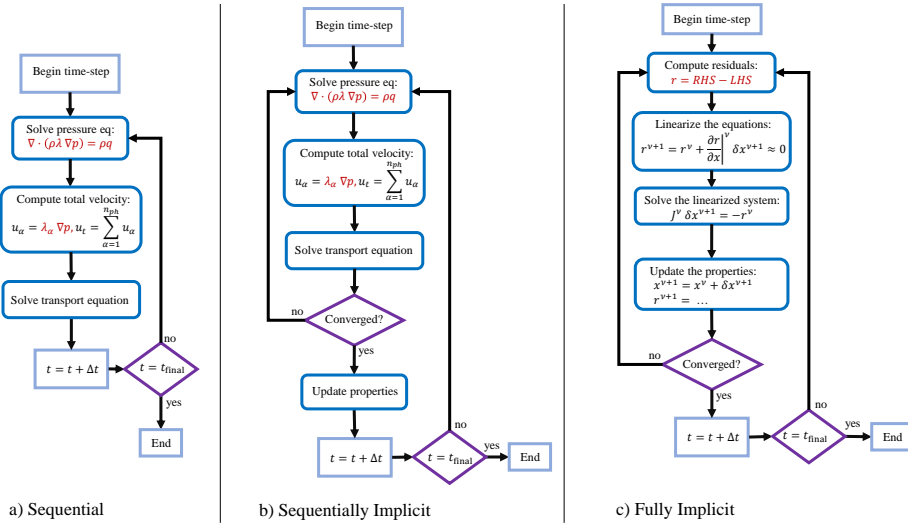 Begin time-step
Solve pressure eq:
∇ · (ρλ ∇p) = ρq
Compute total velocity:
u_α = λ_α ∇p, u_t = ∑_{α=1}^{n_ph} u_α
Solve transport equation
t = t + Δt
t = t_final
no
yes
End
a) Sequential
Begin time-step
Solve pressure eq:
∇ · (ρλ ∇p) = ρq
Compute total velocity:
u_α = λ_α ∇p, u_t = ∑_{α=1}^{n_ph} u_α
Solve transport equation
no
Converged?
yes
Update properties
no
t = t + Δt
t = t_final
yes
End
b) Sequentially Implicit
Begin time-step
Compute residuals:
r = RHS − LHS
Linearize the equations:
r^{ν+1} = r^ν + ∂r/∂x|^ν δx^{ν+1} ≈ 0
Solve the linearized system:
J^ν δx^{ν+1} = −r^ν
Update the properties:
x^{ν+1} = x^ν + δx^{ν+1}
r^{ν+1} = …
no
Converged?
yes
no
t = t + Δt
t = t_final
yes
End
c) Fully Implicit